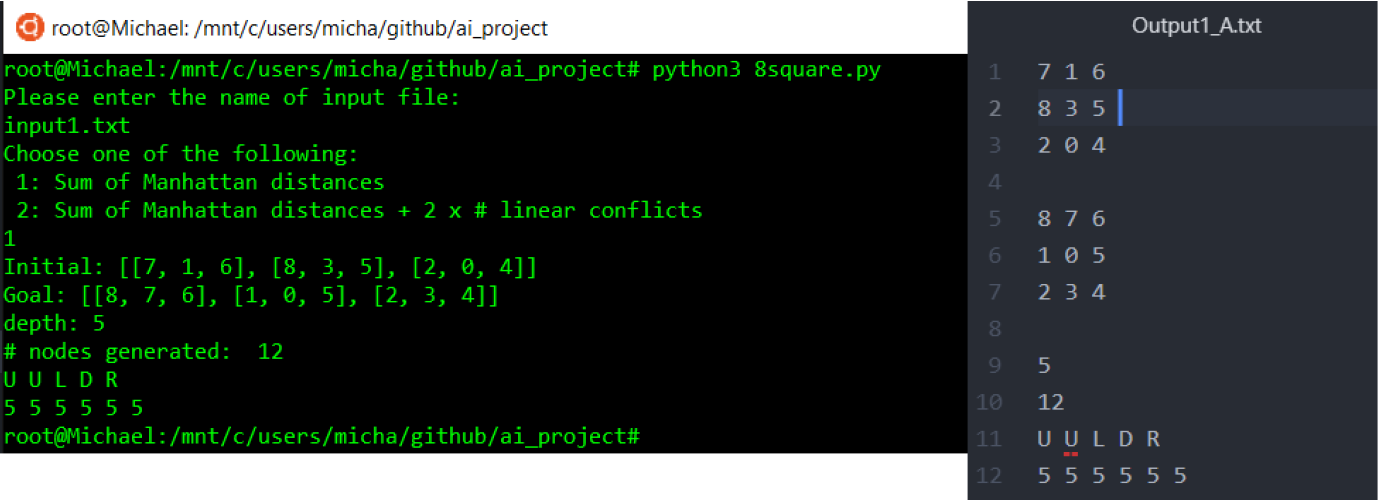 root@Michael: /mnt/c/users/micha/github/ai_project
root@Michael:/mnt/c/users/micha/github/ai_project# python3 8square.py
Please enter the name of input file:
input1.txt
Choose one of the following:
1: Sum of Manhattan distances
2: Sum of Manhattan distances + 2 x # linear conflicts
1
Initial: [[7, 1, 6], [8, 3, 5], [2, 0, 4]]
Goal: [[8, 7, 6], [1, 0, 5], [2, 3, 4]]
depth: 5
# nodes generated:  12
U U L D R
5 5 5 5 5 5
root@Michael:/mnt/c/users/micha/github/ai_project#
Output1_A.txt
1 7 1 6
2 8 3 5
3 2 0 4
4
5 8 7 6
6 1 0 5
7 2 3 4
8
9 5
10 12
11 U U L D R
12 5 5 5 5 5 5